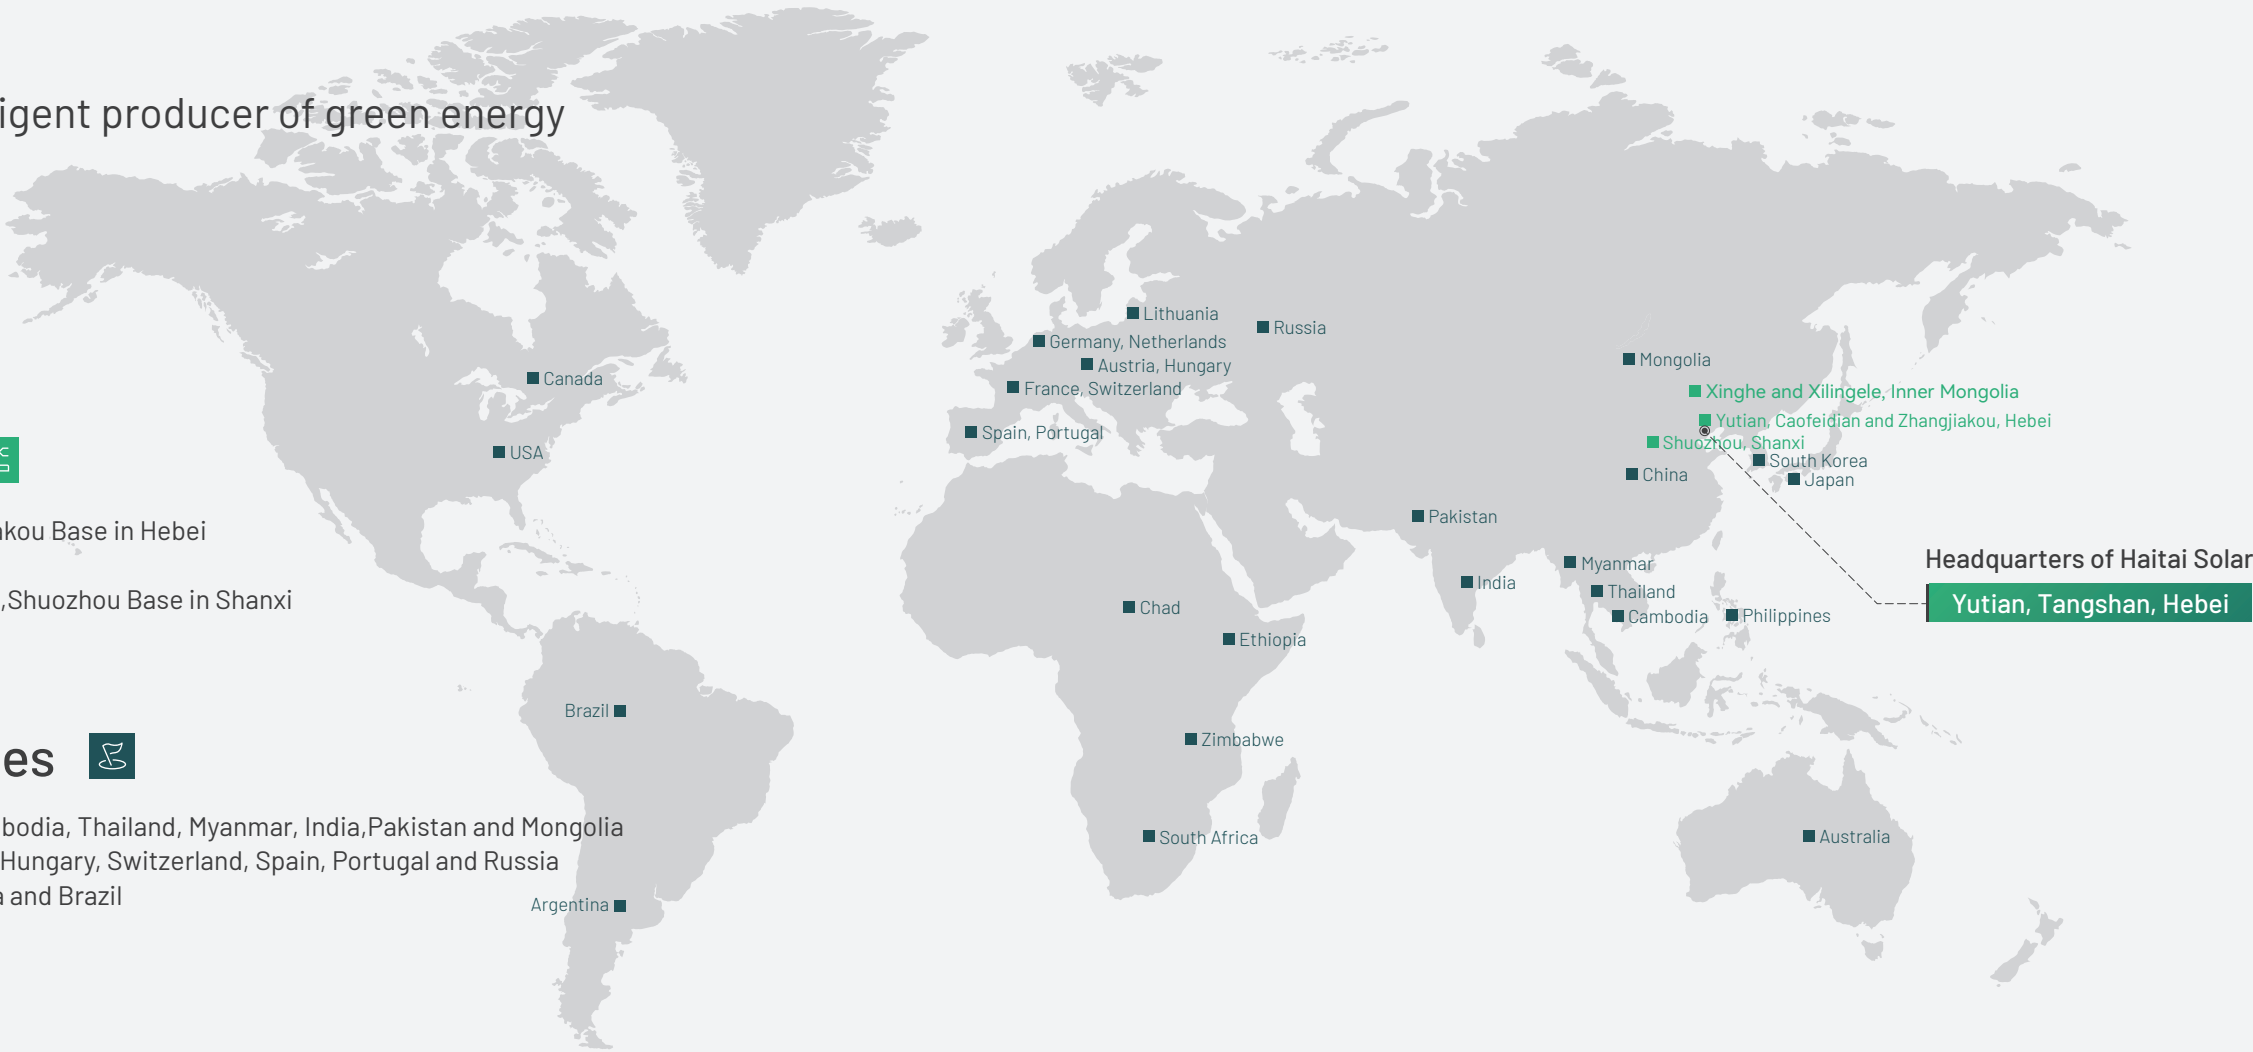 igent producer of green energy
Lithuania
Russia
Germany, Netherlands
Mongolia
Austria, Hungary
Canada
France, Switzerland
Xinghe and Xilingele, Inner Mongolia
Yutian, Caofeidian and Zhangjiakou, Hebei
Spain, Portugal
Shuozhou, Shanxi
USA
South Korea
China
Japan
Pakistan
akou Base in Hebei
Headquarters of Haitai Solar
Myanmar
India
Thailand
,Shuozhou Base in Shanxi
Yutian, Tangshan, Hebei
Chad
Cambodia
Philippines
Ethiopia
Brazil
Zimbabwe
es
bodia, Thailand, Myanmar, India,Pakistan and Mongolia
South Africa
Australia
Hungary, Switzerland, Spain, Portugal and Russia
a and Brazil
Argentina